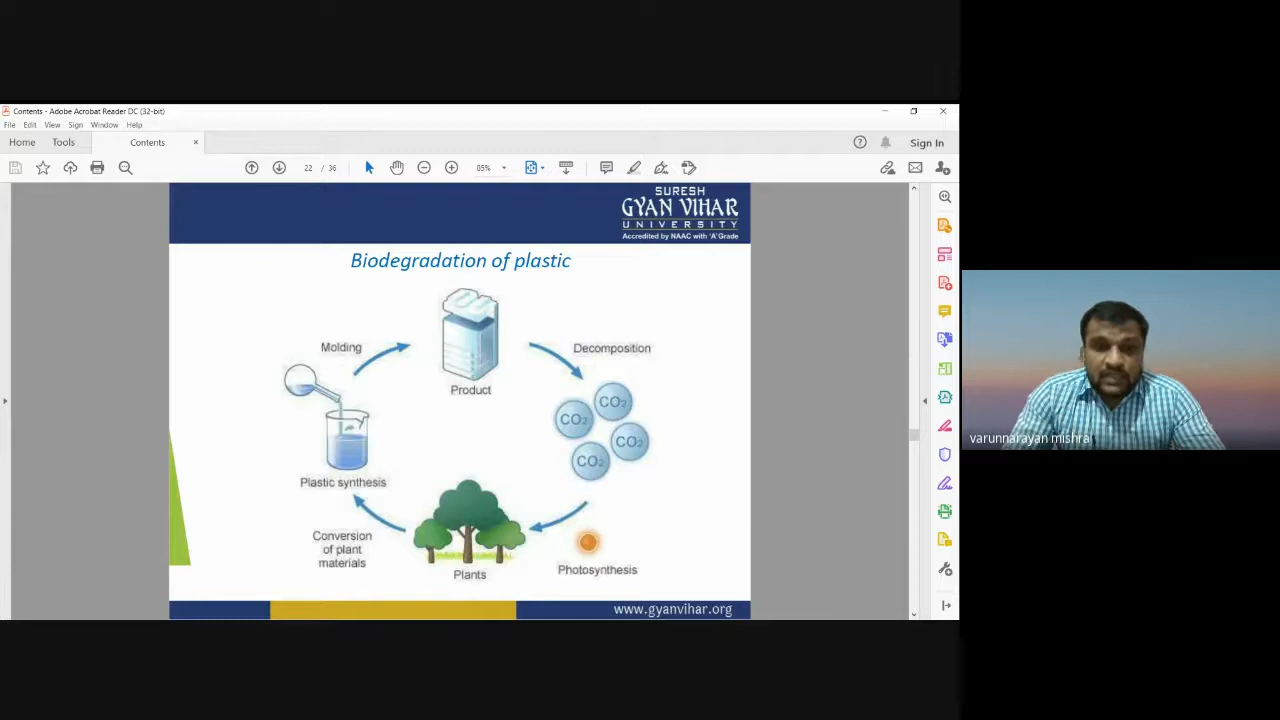 Contents - Adobe Acrobat Reader DC (32-bit)
File Edit View Sign Window Help
Home Tools Contents × Sign In
22 / 36 85%
SURESH
GYAN VIHAR
UNIVERSITY
Accredited by NAAC with 'A' Grade
Biodegradation of plastic
Molding
Decomposition
Product
CO2
CO2
CO2
CO2
Plastic synthesis
Conversion
of plant
materials
Plants
Photosynthesis
www.gyanvihar.org
varunnarayan mishra